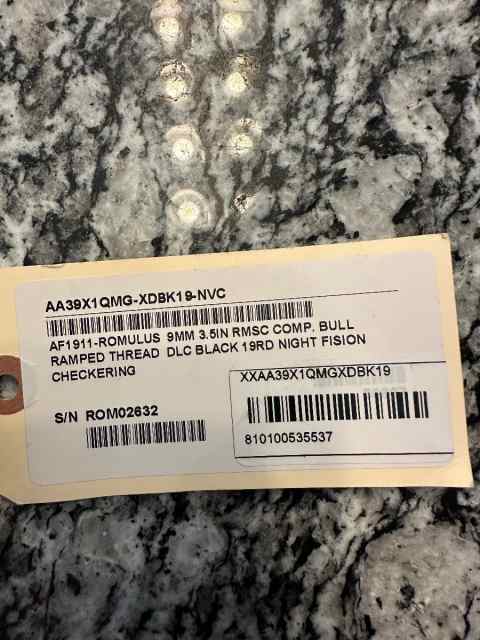 AA39X1QMG-XDBK19-NVC
AF1911-ROMULUS 9MM 3.5IN RMSC COMP. BULL
RAMPED THREAD DLC BLACK 19RD NIGHT FISION
CHECKERING
S/N ROM02632
XXAA39X1QMGXDBK19
810100535537